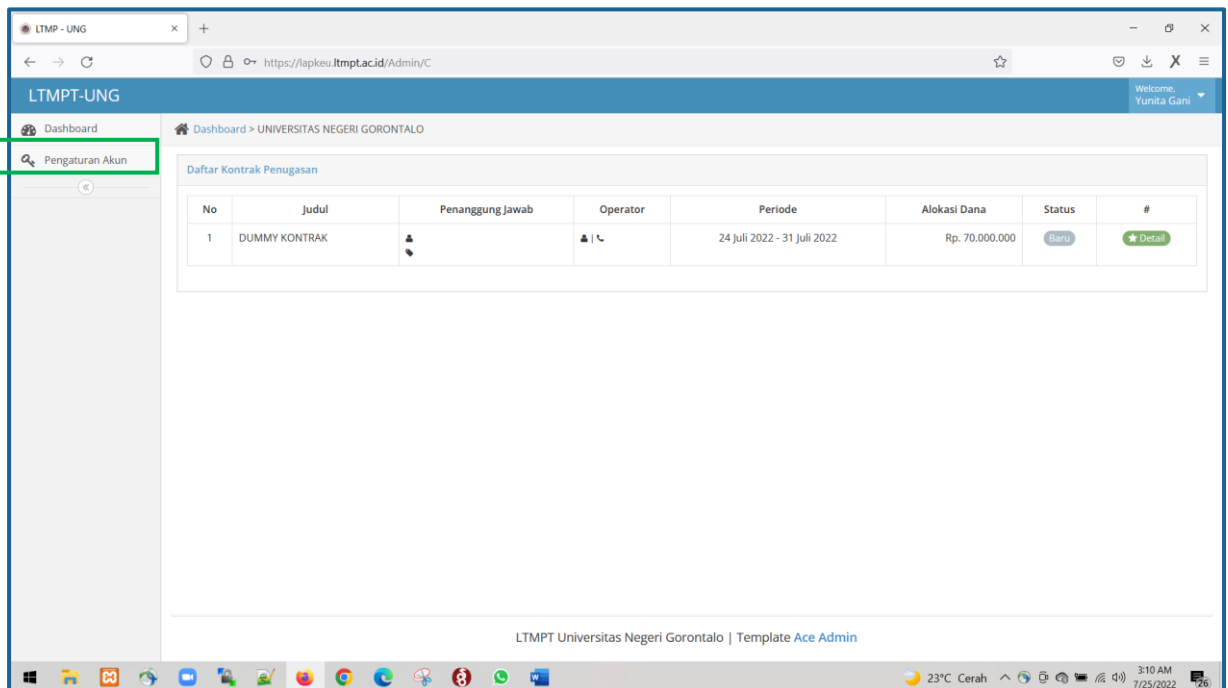 LTMP - UNG
https://lapkeu.ltmpt.ac.id/Admin/C
LTMPT-UNG
Welcome,
Yunita Gani
Dashboard
Pengaturan Akun
Dashboard > UNIVERSITAS NEGERI GORONTALO
Daftar Kontrak Penugasan
No Judul Penanggung Jawab Operator Periode Alokasi Dana Status #
1 DUMMY KONTRAK | 24 Juli 2022 - 31 Juli 2022 Rp. 70.000.000 Baru Detail
LTMPT Universitas Negeri Gorontalo | Template Ace Admin
23°C Cerah
3:10 AM
7/25/2022
26